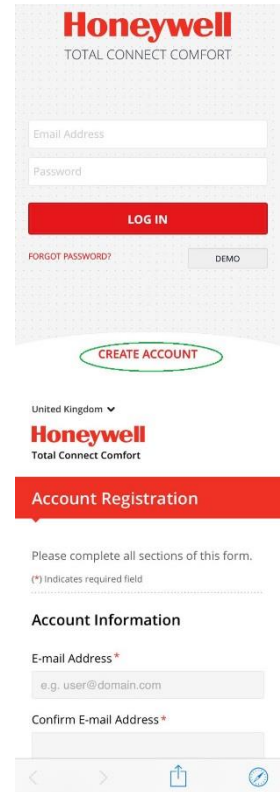 Honeywell
TOTAL CONNECT COMFORT
Email Address
Password
LOG IN
FORGOT PASSWORD?
DEMO
CREATE ACCOUNT
United Kingdom
Honeywell
Total Connect Comfort
Account Registration
Please complete all sections of this form.
(*) Indicates required field
Account Information
E-mail Address*
e.g. user@domain.com
Confirm E-mail Address*